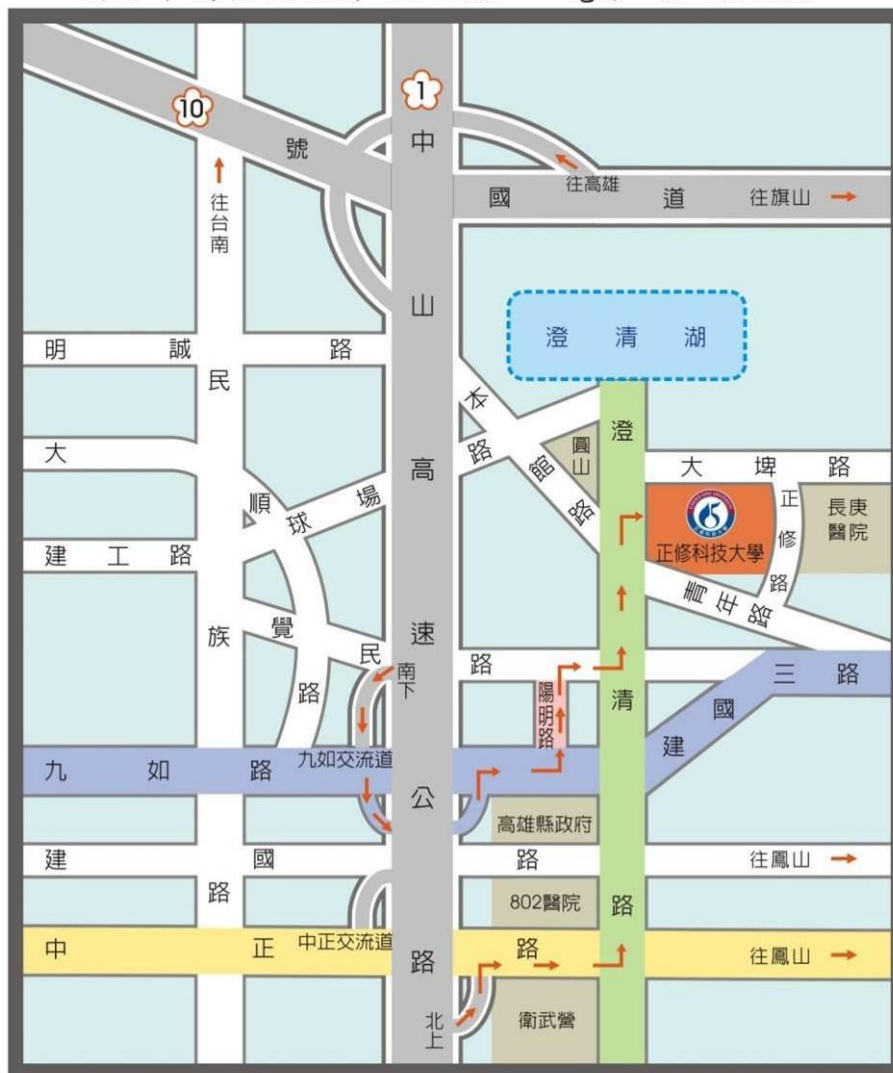 10
1
往台南
往高雄
往旗山
國道
號
中山高速公路
澄清湖
明誠路
民族路
大順路
建工路
球場路
本館路
圓山
澄清路
大埤路
正修科技大學
正修路
長庚醫院
青年路
覺民路
南下
陽明路
九如路
九如交流道
建國三路
高雄縣政府
建國路
往鳳山
802醫院
中正路
中正交流道
往鳳山
北上
衛武營